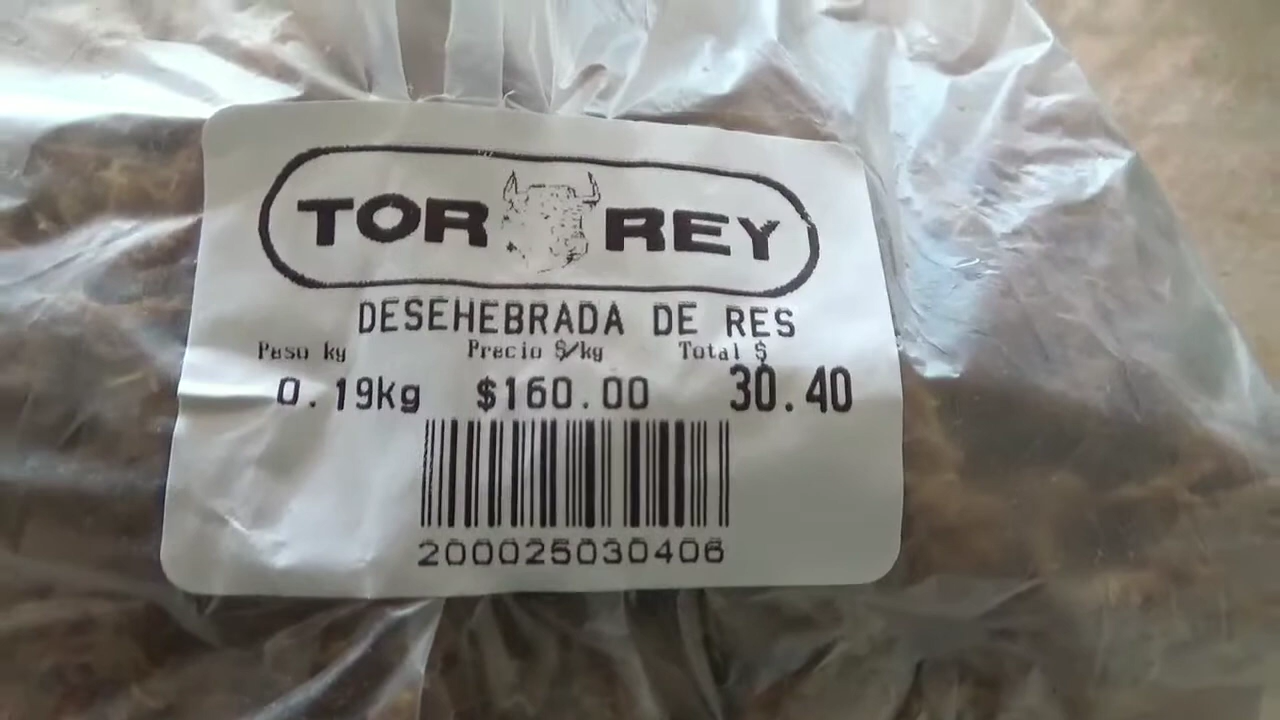 TOR REY
DESEHEBRADA DE RES
Peso kg Precio $/kg Total $
0.19kg $160.00 30.40
200025030406